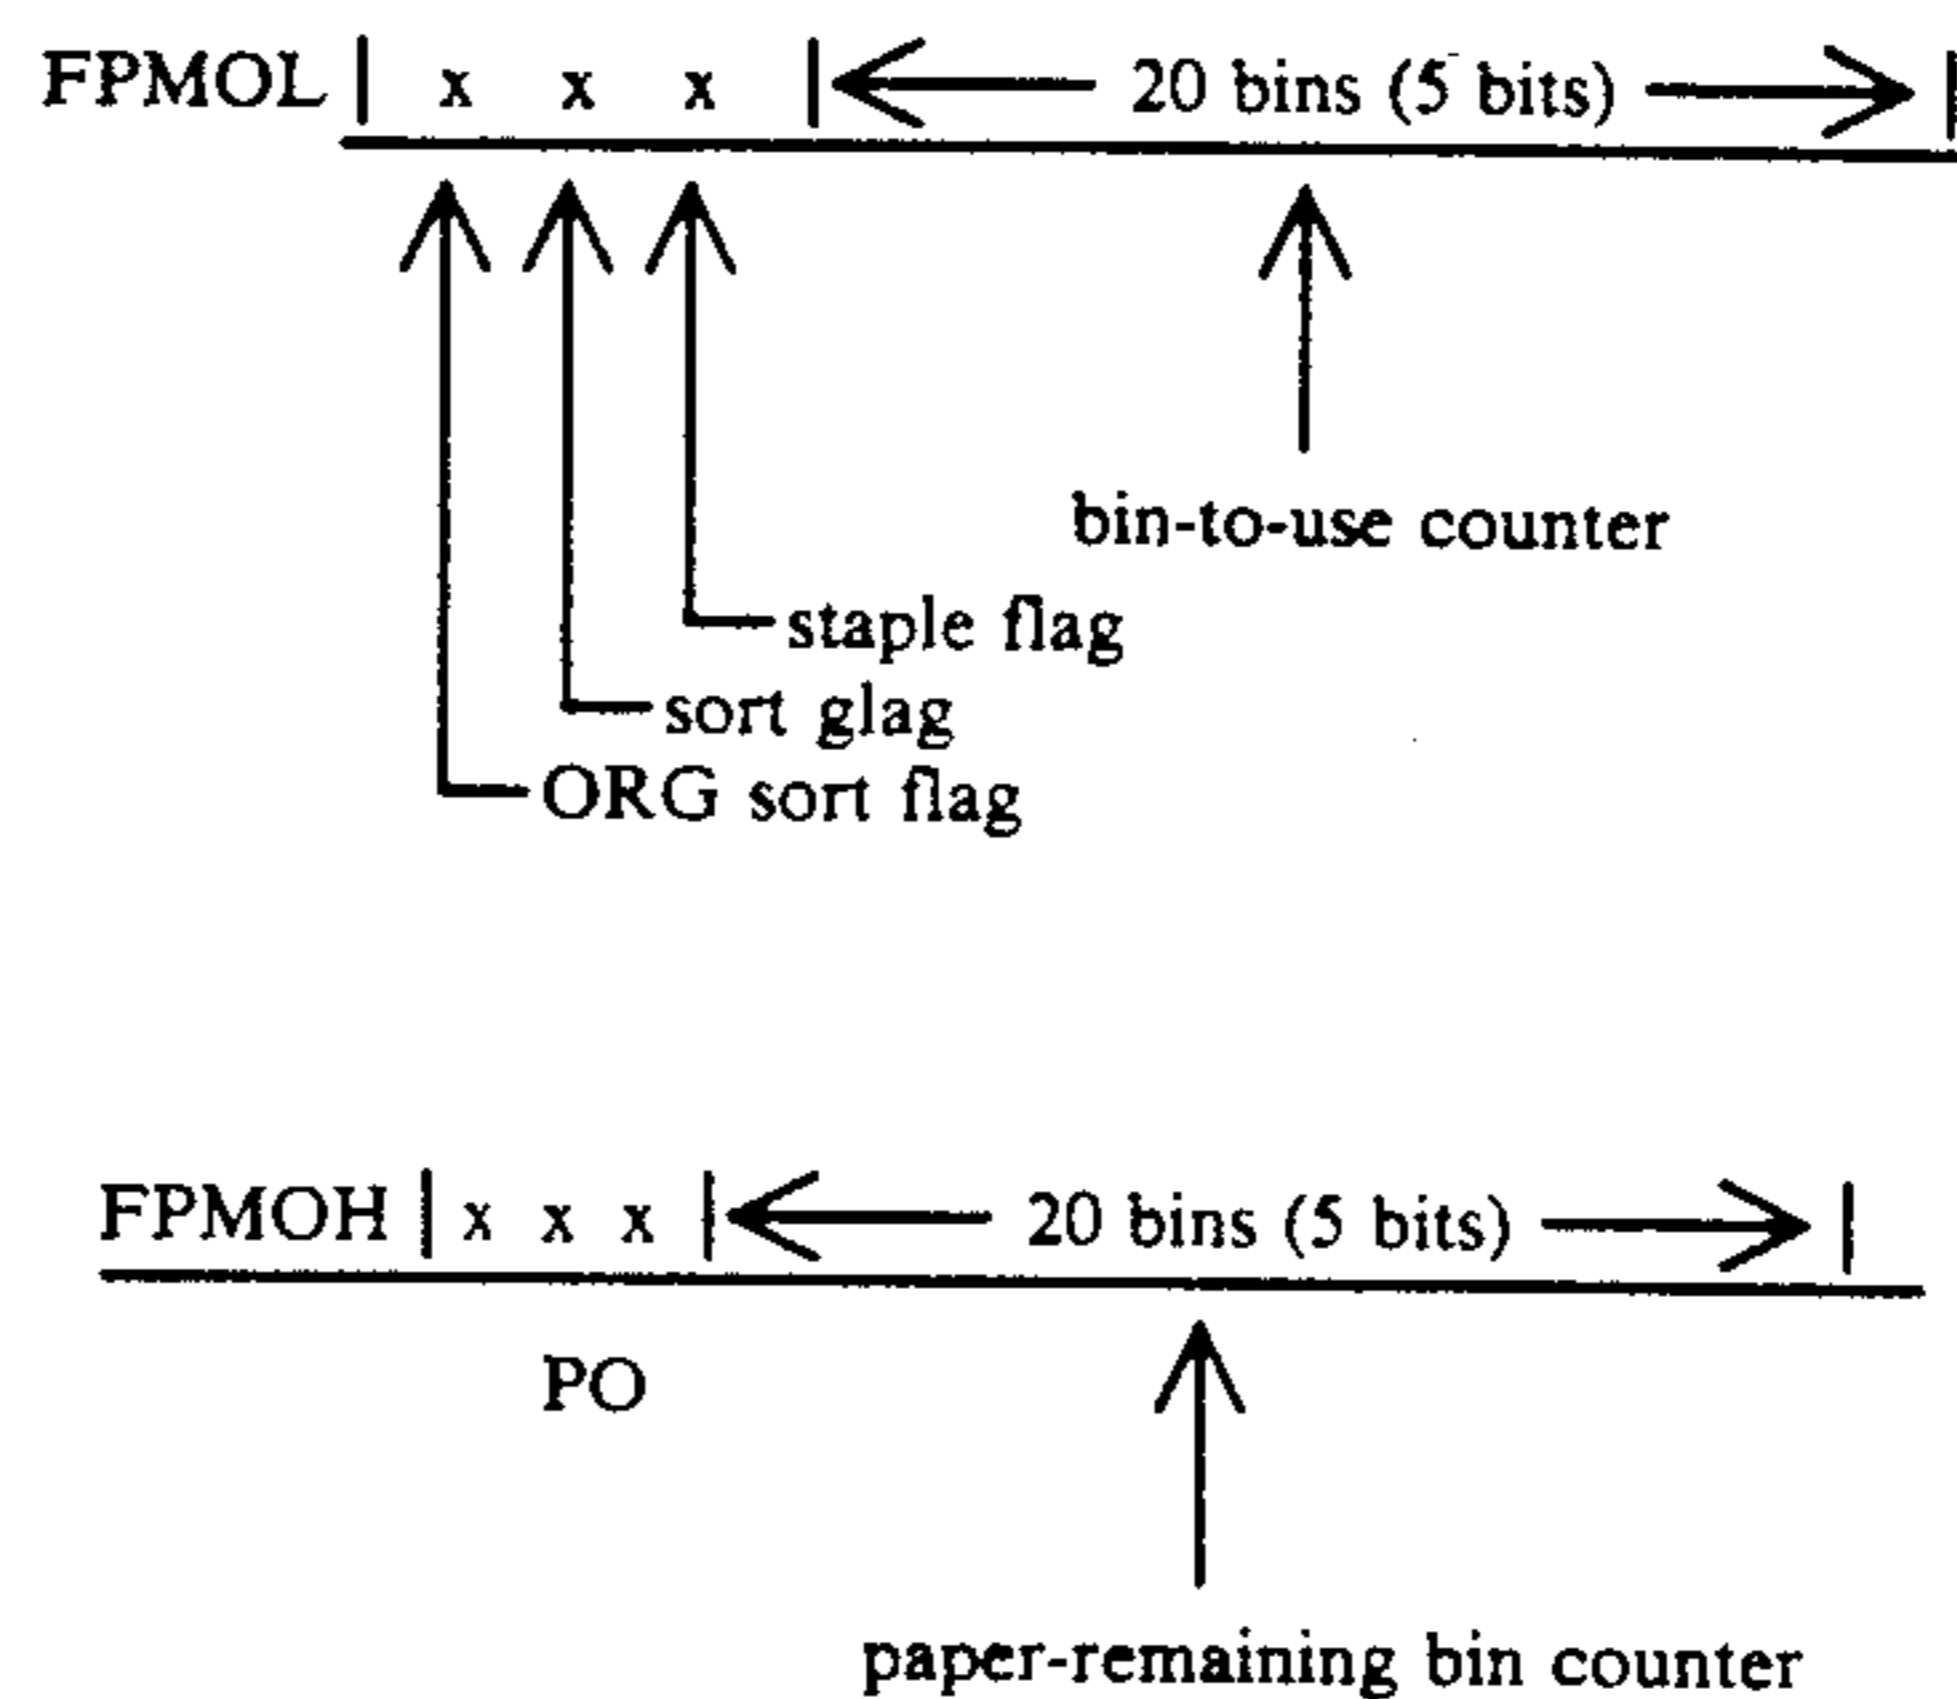 FPMOL | x x x | 20 bins (5 bits) |
bin-to-use counter
staple flag
sort glag
ORG sort flag
FPMOH | x x x | 20 bins (5 bits) |
PO
paper-remaining bin counter